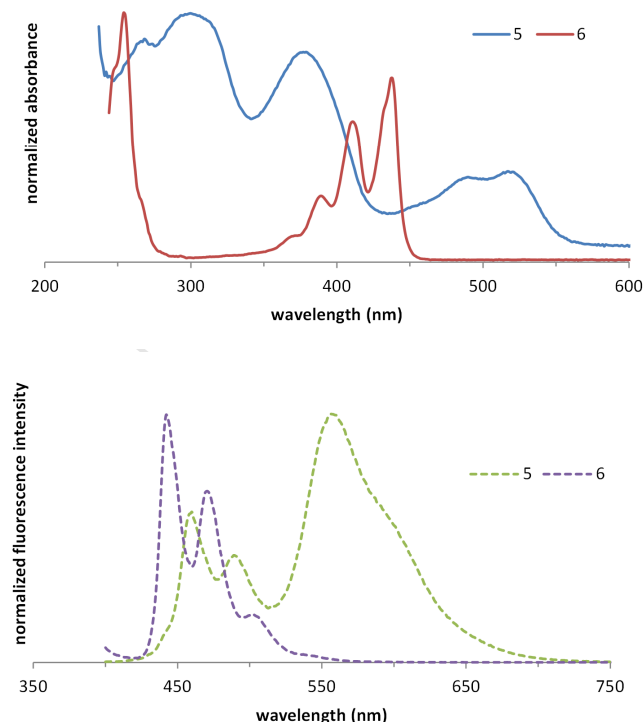 normalized absorbance
5 6
200 300 400 500 600
wavelength (nm)
normalized fluorescence intensity
5 6
350 450 550 650 750
wavelength (nm)